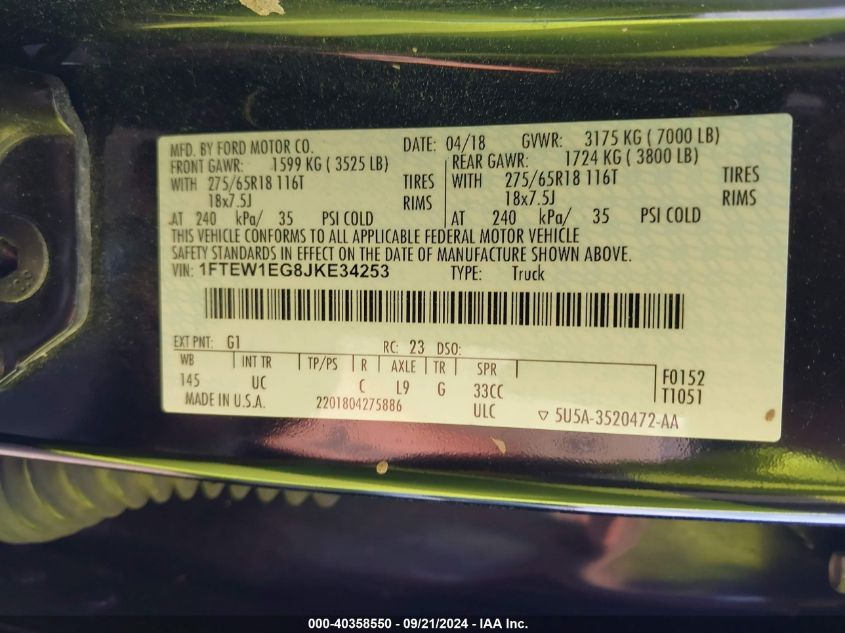 MFD. BY FORD MOTOR CO. DATE: 04/18 GVWR: 3175 KG ( 7000 LB)
FRONT GAWR: 1599 KG ( 3525 LB) REAR GAWR: 1724 KG ( 3800 LB)
WITH 275/65R18 116T TIRES WITH 275/65R18 116T TIRES
18x7.5J RIMS 18x7.5J RIMS
AT 240 kPa/ 35 PSI COLD AT 240 kPa/ 35 PSI COLD
THIS VEHICLE CONFORMS TO ALL APPLICABLE FEDERAL MOTOR VEHICLE
SAFETY STANDARDS IN EFFECT ON THE DATE OF MANUFACTURE SHOWN ABOVE.
VIN: 1FTEW1EG8JKE34253 TYPE: Truck
EXT PNT: G1 RC: 23 DSO:
WB INT TR TP/PS R AXLE TR SPR
145 UC C L9 G 33CC
F0152
T1051
MADE IN U.S.A. 2201804275886 ULC ▽ 5U5A-3520472-AA
000-40358550 - 09/21/2024 - IAA Inc.